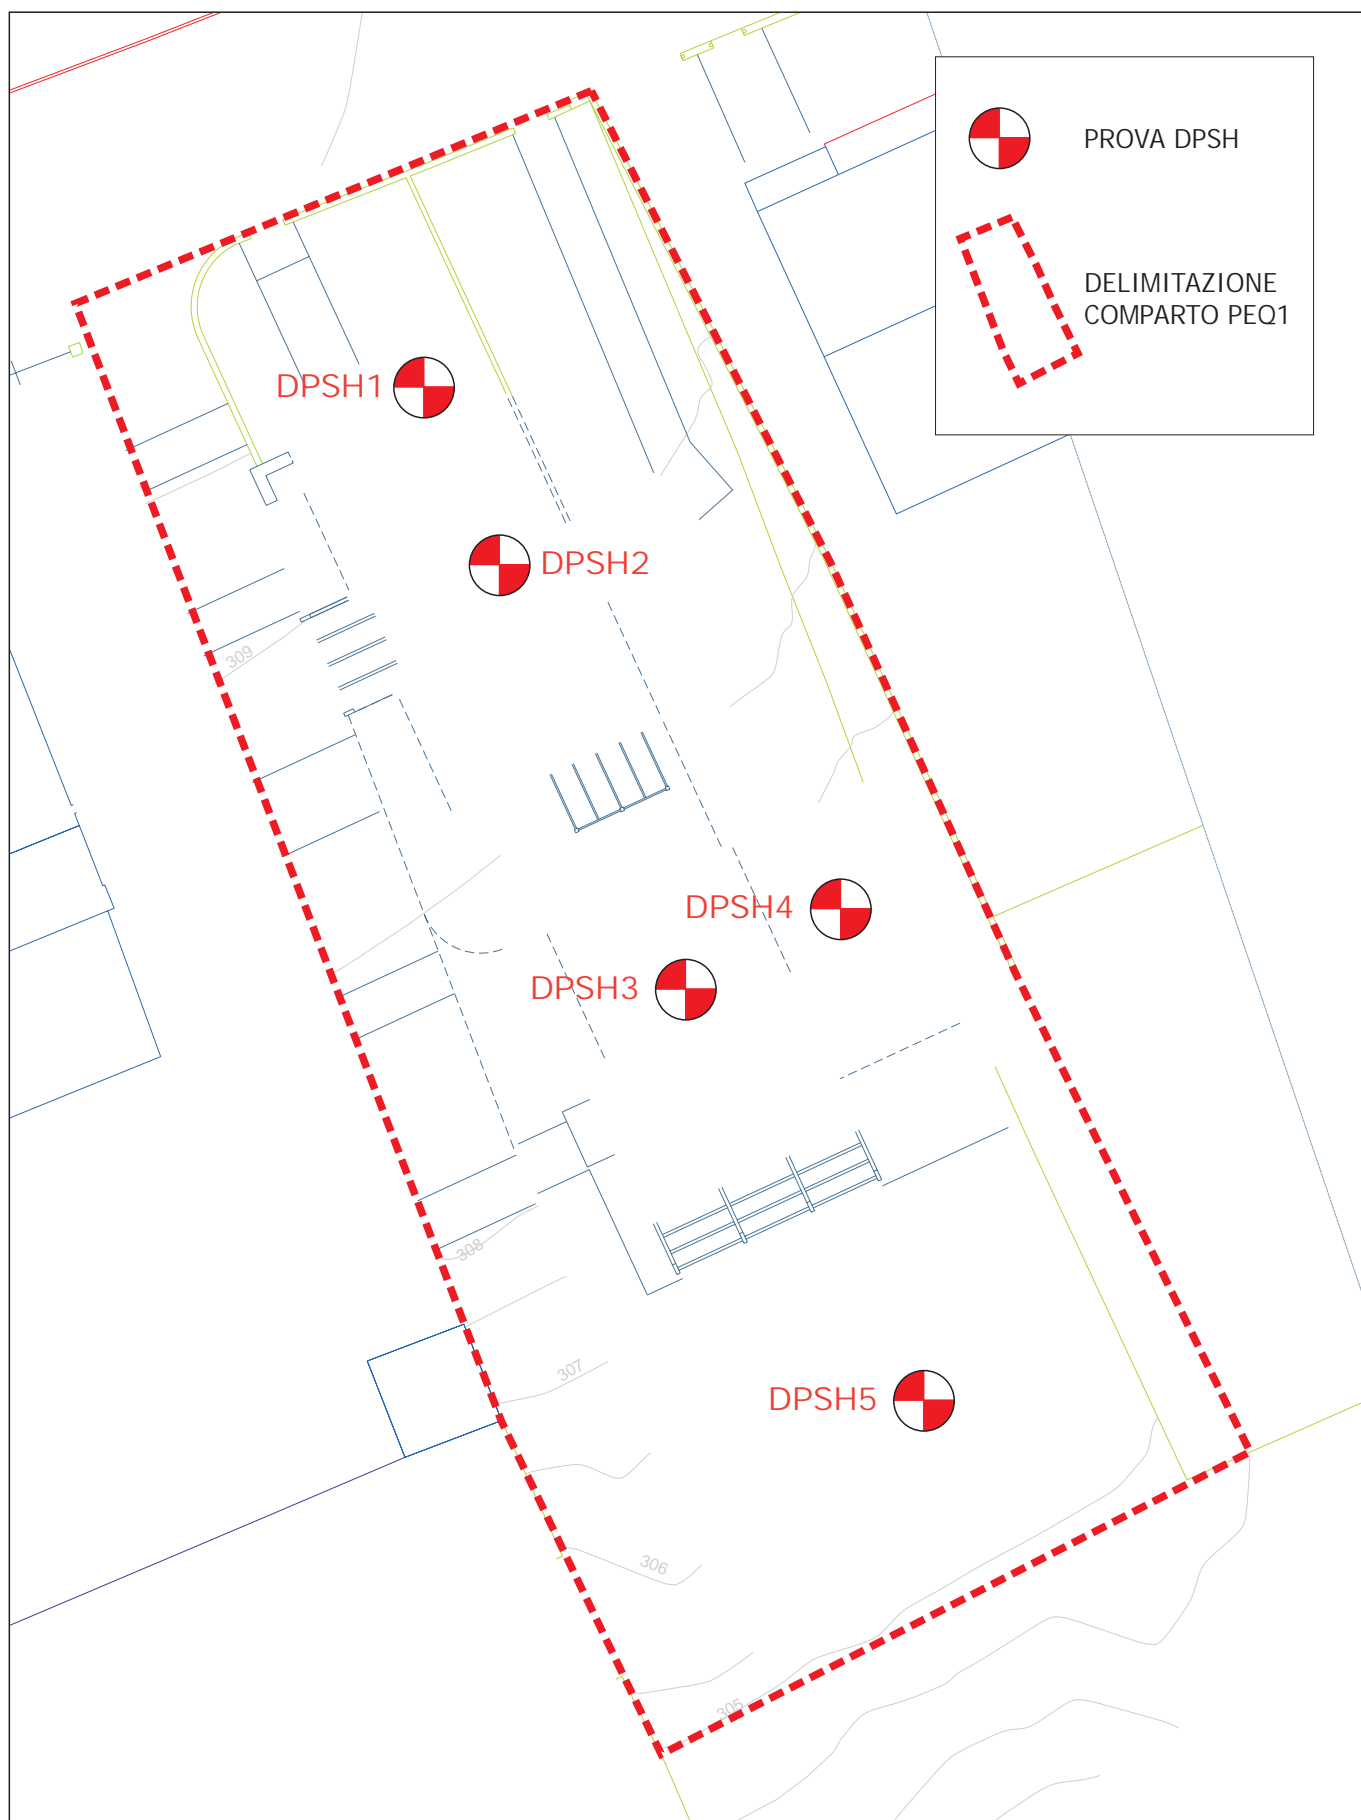 PROVA DPSH
DELIMITAZIONE
COMPARTO PEQ1
DPSH1
DPSH2
309
DPSH4
DPSH3
308
307
DPSH5
306
305